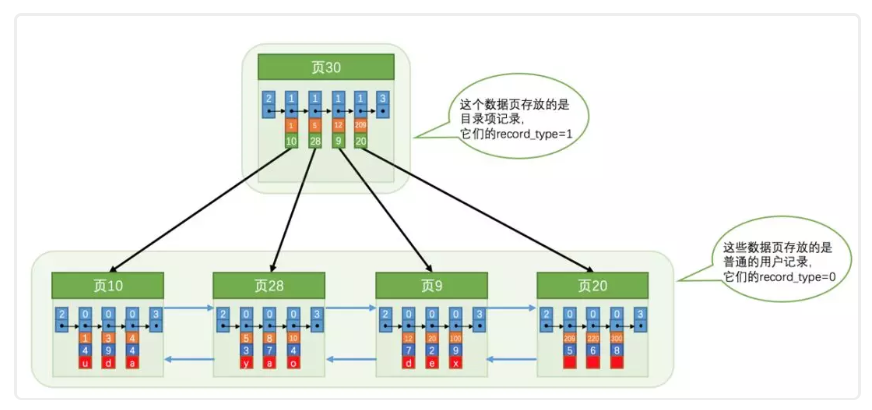 页30
2 1 1 1 1 3
1 5 12 209
10 28 9 20
这个数据页存放的是
目录项记录,
它们的record_type=1
这些数据页存放的是
普通的用户记录,
它们的record_type=0
页10
2 0 0 0 3
1 3 4
4 9 4
u d a
页28
2 0 0 0 3
5 8 10
3 7 4
y a o
页9
2 0 0 0 3
12 20 100
7 2 9
d e x
页20
2 0 0 0 3
209 220 300
5 6 8